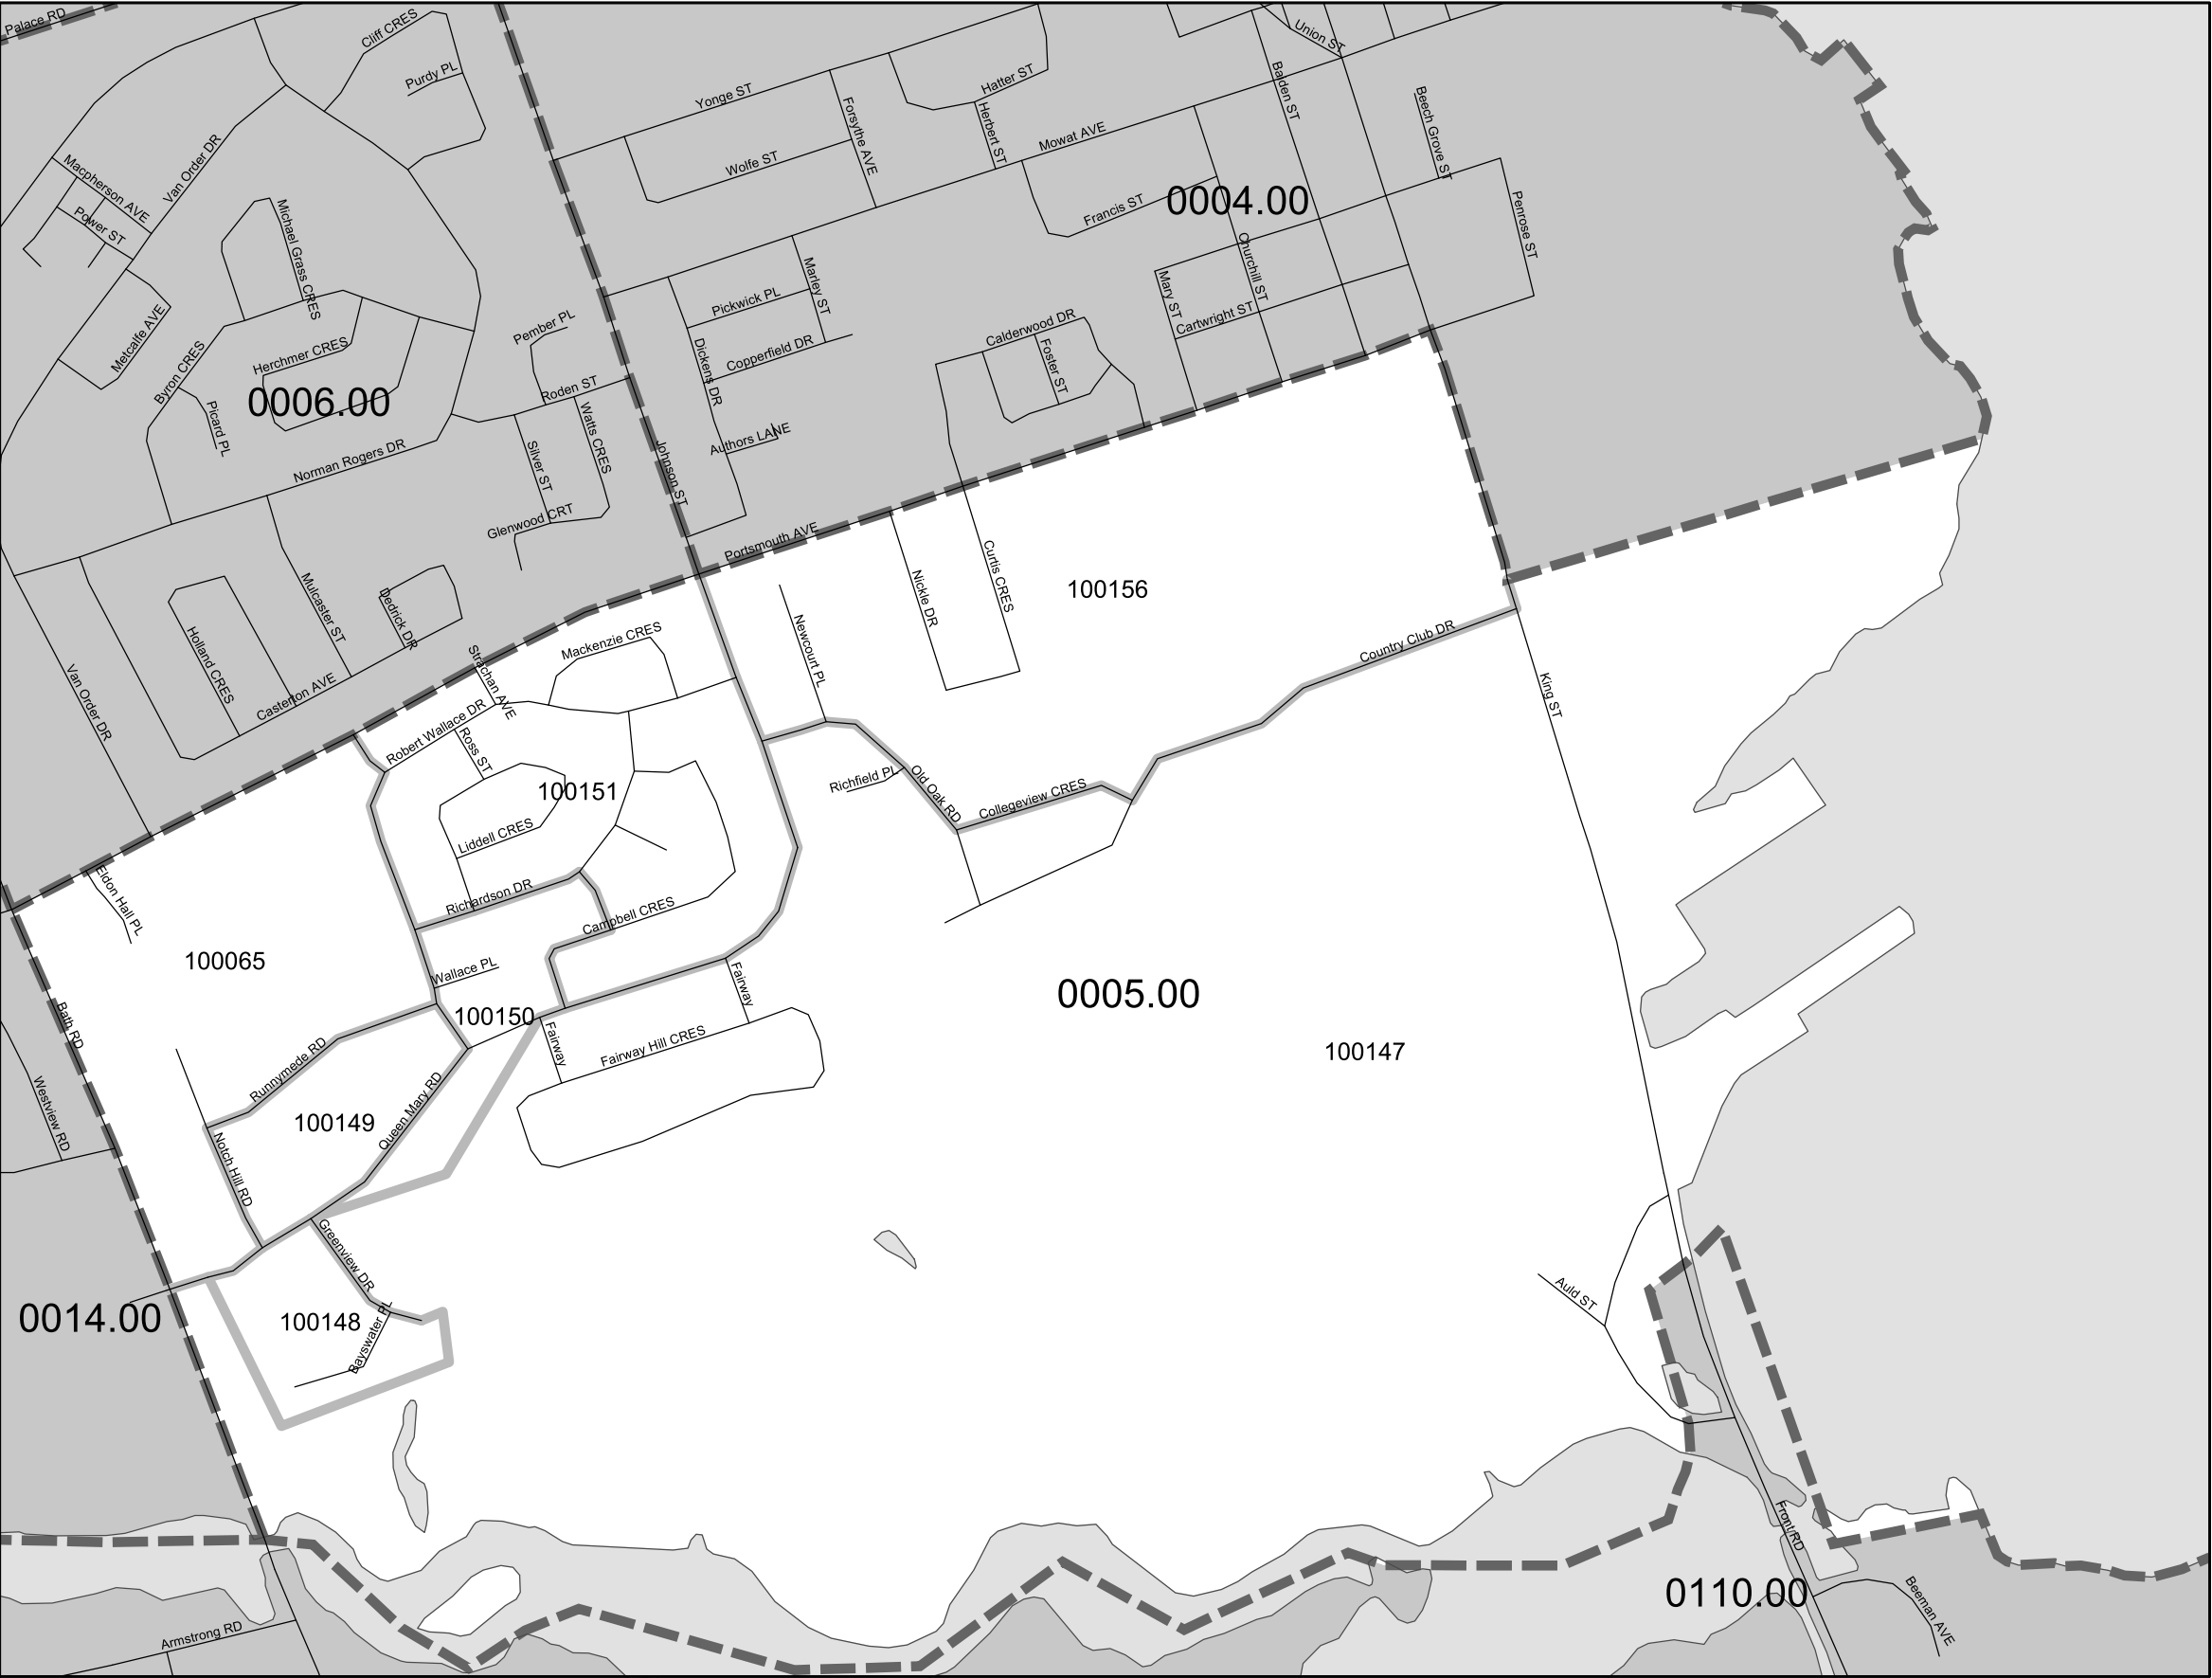 Palace RD
Cliff CRES
Purdy PL
Union ST
Yonge ST
Hatter ST
Balden ST
Beech Grove ST
Forsythe AVE
Herbert ST
Mowat AVE
Van Order DR
Macpherson AVE
Power ST
Wolfe ST
Francis ST
0004.00
Penrose ST
Michael Grass CRES
Churchill ST
Marley ST
Pickwick PL
Mary ST
Cartwright ST
Metcalfe AVE
Pember PL
Calderwood DR
Herchmer CRES
Byron CRES
Copperfield DR
Dickens DR
Foster ST
0006.00
Roden ST
Picard PL
Watts CRES
Norman Rogers DR
Silver ST
Authors LANE
Johnson ST
Glenwood CRT
Portsmouth AVE
Curtis CRES
Nickle DR
100156
Mulcaster ST
Dedrick DR
Holland CRES
Newcourt PL
Mackenzie CRES
Country Club DR
Strachan AVE
Casterton AVE
Van Order DR
King ST
Robert Wallace DR
Ross ST
100151
Richfield PL
Old Oak RD
Collegeview CRES
Liddell CRES
Eldon Hall PL
Richardson DR
Campbell CRES
100065
Wallace PL
Fairway
0005.00
100150
Bath RD
Fairway
Fairway Hill CRES
100147
Runnymede RD
Westview RD
100149
Queen Mary RD
Notch Hill RD
Greenview DR
Auld ST
0014.00
100148
Bayswater PL
Front RD
0110.00
Beeman AVE
Armstrong RD